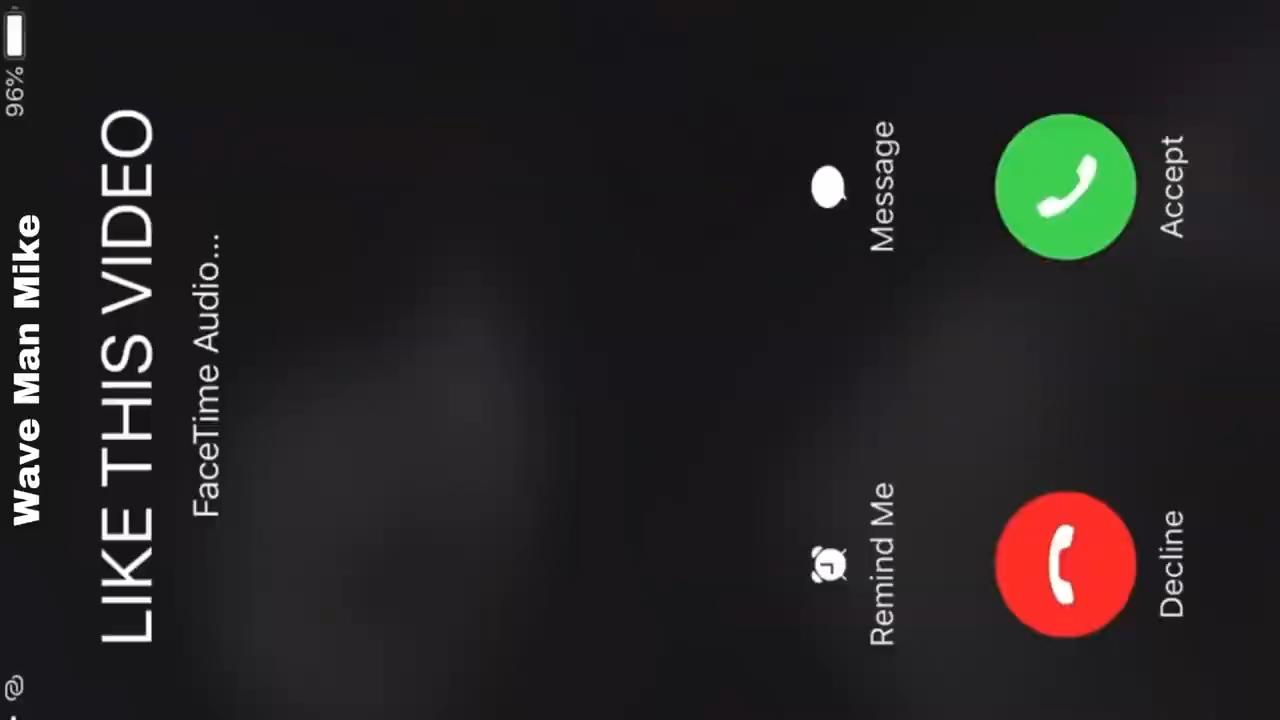 Wave Man Mike
96%
LIKE THIS VIDEO
FaceTime Audio...
Remind Me
Message
Decline
Accept